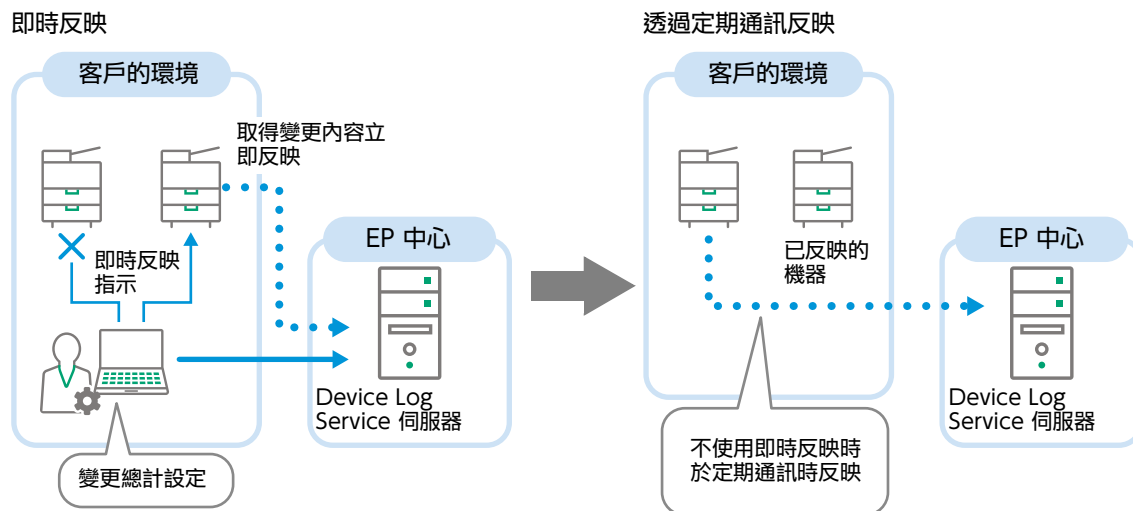 即時反映
客戶的環境
取得變更內容立
即反映
即時反映
指示
EP 中心
Device Log
Service 伺服器
變更總計設定
透過定期通訊反映
客戶的環境
已反映的
機器
EP 中心
Device Log
Service 伺服器
不使用即時反映時
於定期通訊時反映